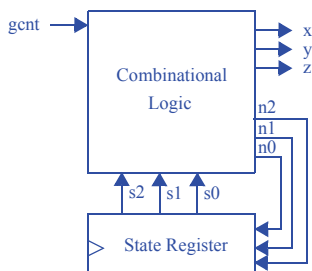 gcnt
Combinational
Logic
x
y
z
n2
n1
n0
s2
s1
s0
State Register